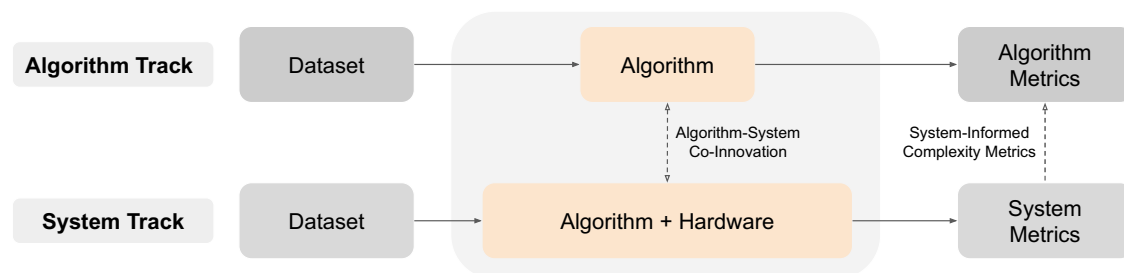 Algorithm Track
Dataset
Algorithm
Algorithm
Metrics
Algorithm-System
Co-Innovation
System-Informed
Complexity Metrics
System Track
Dataset
Algorithm + Hardware
System
Metrics